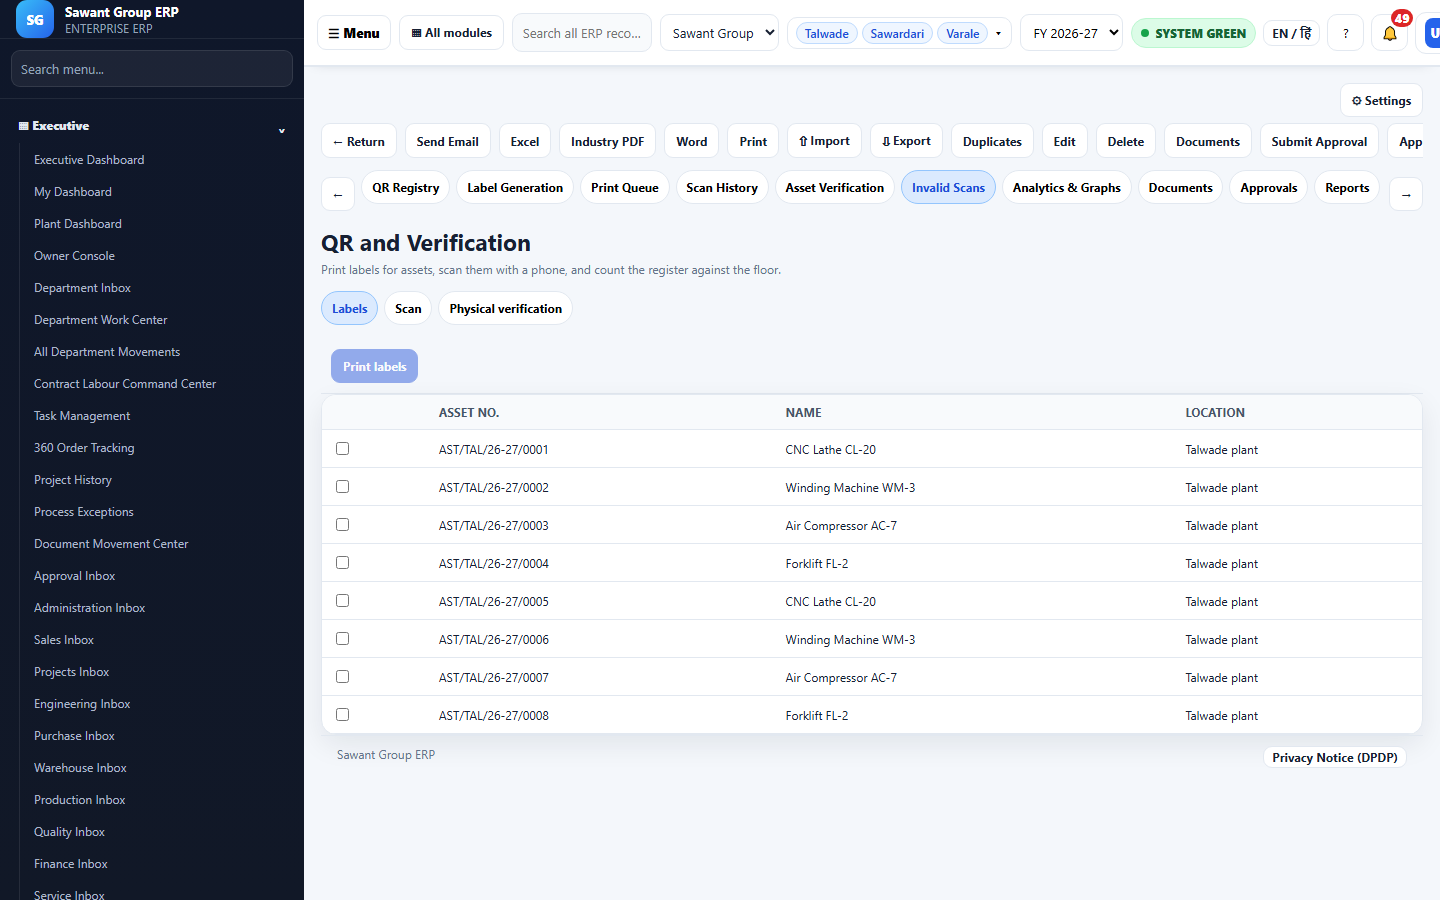 SG
Sawant Group ERP
ENTERPRISE ERP
☰ Menu
▦ All modules
Search all ERP reco...
Sawant Group
Talwade
Sawardari
Varale
FY 2026-27
SYSTEM GREEN
EN / हिं
?
49
Search menu...
Executive
Executive Dashboard
My Dashboard
Plant Dashboard
Owner Console
Department Inbox
Department Work Center
All Department Movements
Contract Labour Command Center
Task Management
360 Order Tracking
Project History
Process Exceptions
Document Movement Center
Approval Inbox
Administration Inbox
Sales Inbox
Projects Inbox
Engineering Inbox
Purchase Inbox
Warehouse Inbox
Production Inbox
Quality Inbox
Finance Inbox
Service Inbox
⚙ Settings
← Return
Send Email
Excel
Industry PDF
Word
Print
⇧ Import
⇩ Export
Duplicates
Edit
Delete
Documents
Submit Approval
App
←
QR Registry
Label Generation
Print Queue
Scan History
Asset Verification
Invalid Scans
Analytics & Graphs
Documents
Approvals
Reports
→
QR and Verification
Print labels for assets, scan them with a phone, and count the register against the floor.
Labels
Scan
Physical verification
Print labels
ASSET NO. NAME LOCATION
AST/TAL/26-27/0001 CNC Lathe CL-20 Talwade plant
AST/TAL/26-27/0002 Winding Machine WM-3 Talwade plant
AST/TAL/26-27/0003 Air Compressor AC-7 Talwade plant
AST/TAL/26-27/0004 Forklift FL-2 Talwade plant
AST/TAL/26-27/0005 CNC Lathe CL-20 Talwade plant
AST/TAL/26-27/0006 Winding Machine WM-3 Talwade plant
AST/TAL/26-27/0007 Air Compressor AC-7 Talwade plant
AST/TAL/26-27/0008 Forklift FL-2 Talwade plant
Sawant Group ERP
Privacy Notice (DPDP)